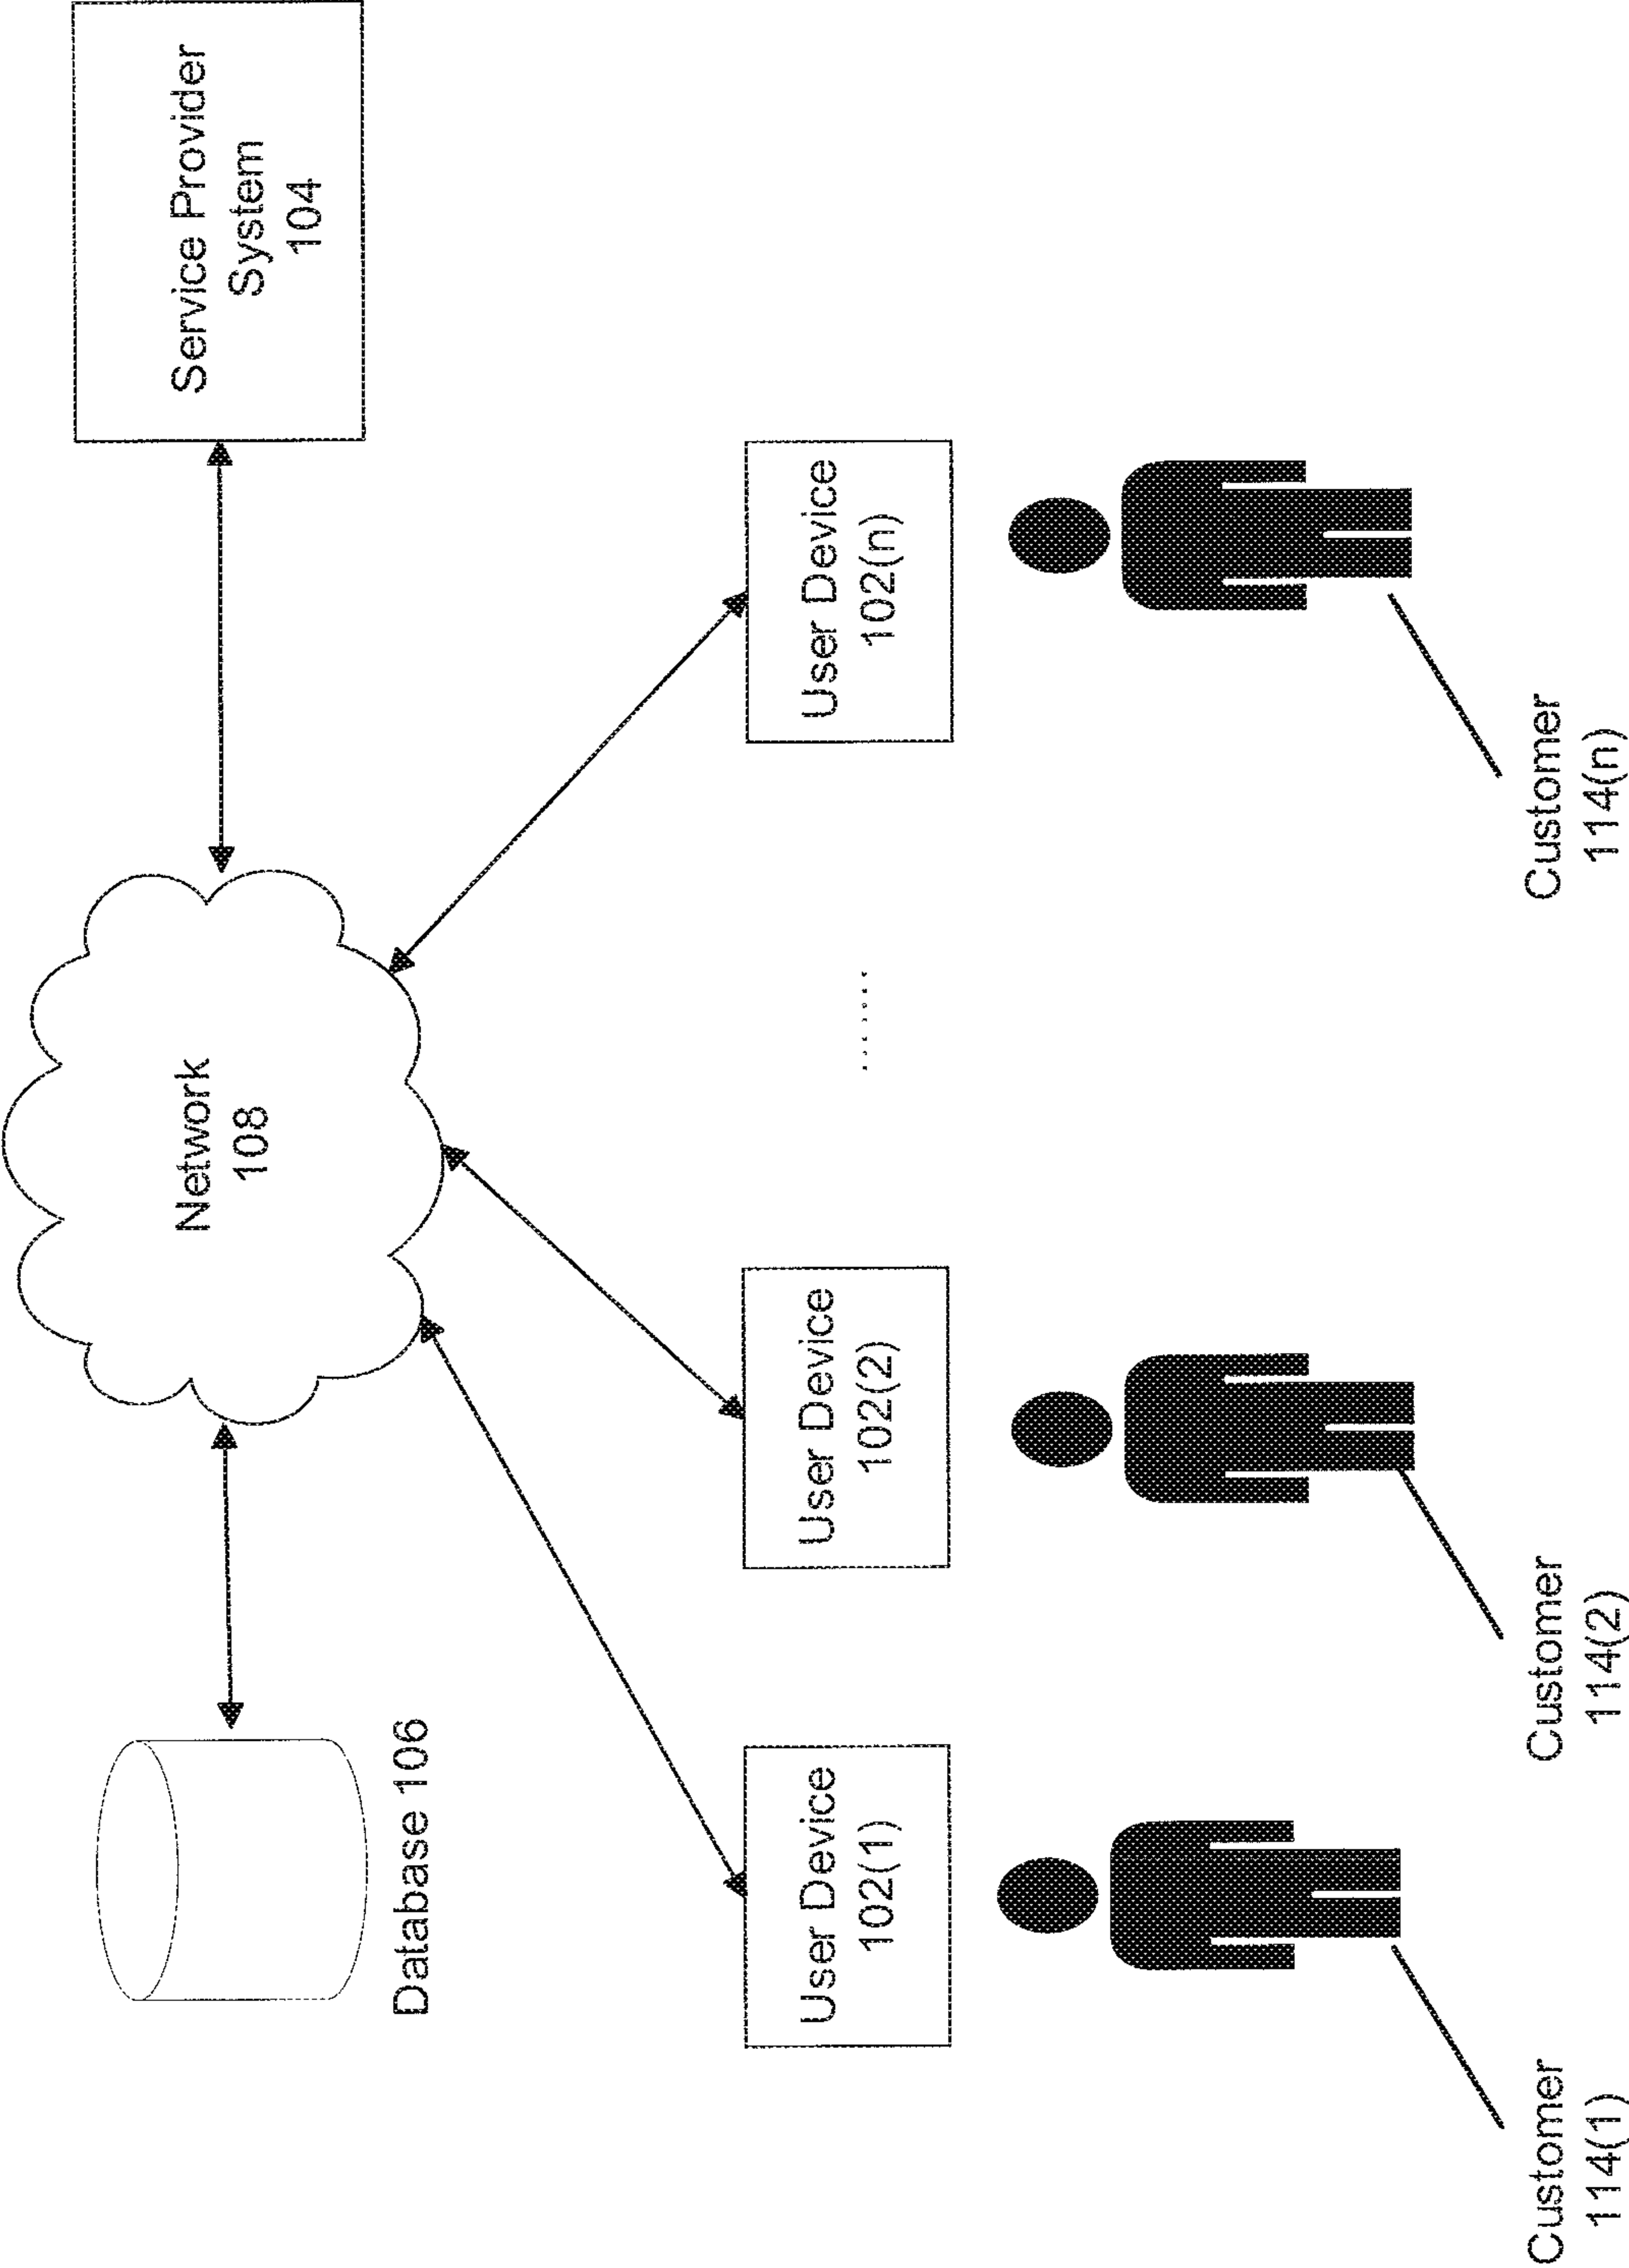 Service Provider
System
104
Network
108
Database 106
User Device
102(1)
User Device
102(2)
.......
User Device
102(n)
Customer
114(1)
Customer
114(2)
Customer
114(n)